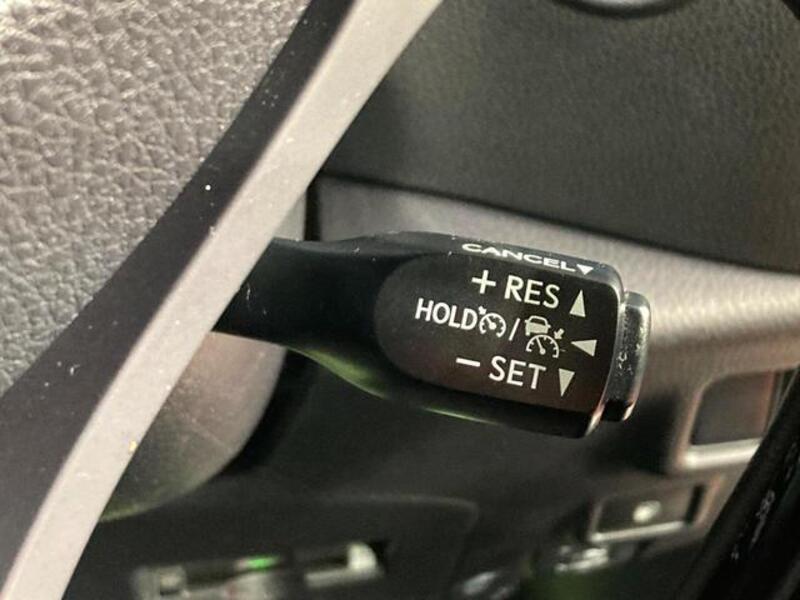 CANCEL▼
+ RES ▲
HOLD / ◀
− SET ▼